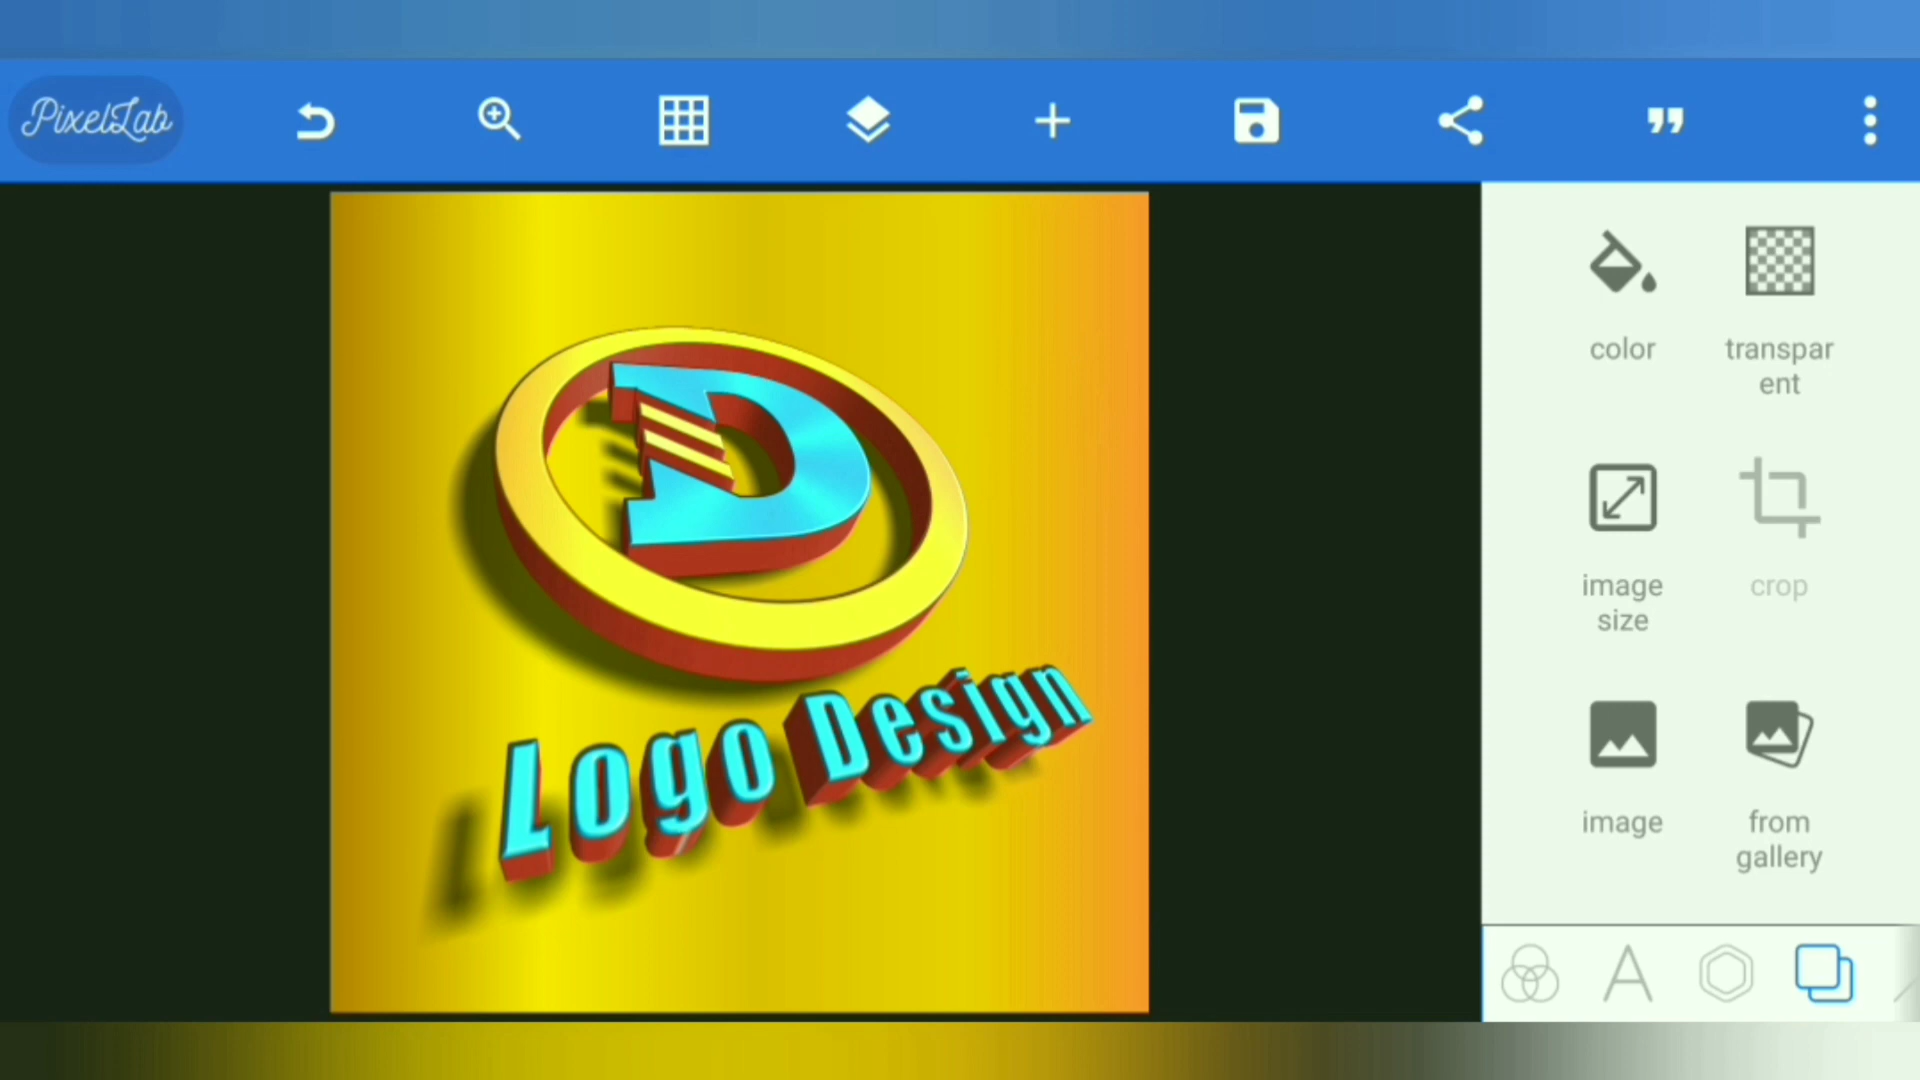 PixelLab
color
transpar
ent
image
size
crop
image
from
gallery
D
Logo Design